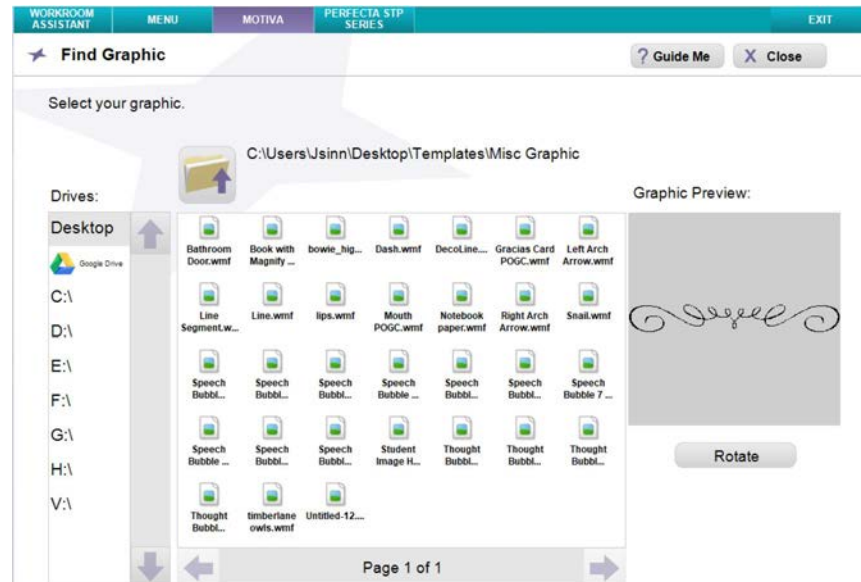 WORKROOM
ASSISTANT
MENU
MOTIVA
PERFECTA STP
SERIES
EXIT
Find Graphic
? Guide Me
X Close
Select your graphic.
C:\Users\Jsinn\Desktop\Templates\Misc Graphic
Drives:
Graphic Preview:
Desktop
Google Drive
C:\
D:\
E:\
F:\
G:\
H:\
V:\
Bathroom
Door.wmf
Book with
Magnify ...
bowie_hig...
Dash.wmf
DecoLine....
Gracias Card
POGC.wmf
Left Arch
Arrow.wmf
Line
Segment.w...
Line.wmf
lips.wmf
Mouth
POGC.wmf
Notebook
paper.wmf
Right Arch
Arrow.wmf
Snail.wmf
Speech
Bubbl...
Speech
Bubbl...
Speech
Bubbl...
Speech
Bubble ...
Speech
Bubbl...
Speech
Bubbl...
Speech
Bubble 7 ...
Speech
Bubble ...
Speech
Bubbl...
Speech
Bubbl...
Student
Image H...
Thought
Bubbl...
Thought
Bubbl...
Thought
Bubbl...
Thought
Bubbl...
timberlane
owls.wmf
Untitled-12....
Rotate
Page 1 of 1